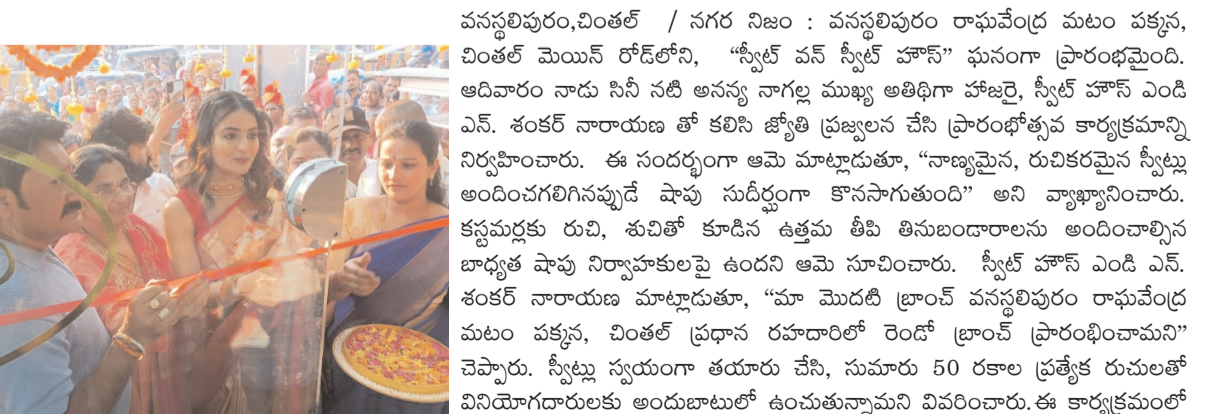 వనస్థలిపురం,చింతల్ / నగర నిజం : వనస్థలిపురం రాఘవేంద్ర మటం పక్కన,
చింతల్ మెయిన్ రోడ్‌లోని, “స్వీట్ వన్ స్వీట్ హౌస్” ఘనంగా ప్రారంభమైంది.
ఆదివారం నాడు సినీ నటి అనన్య నాగల్ల ముఖ్య అతిథిగా హాజరై, స్వీట్ హౌస్ ఎండి
ఎన్. శంకర్ నారాయణ తో కలిసి జ్యోతి ప్రజ్వలన చేసి ప్రారంభోత్సవ కార్యక్రమాన్ని
నిర్వహించారు. ఈ సందర్భంగా ఆమె మాట్లాడుతూ, “నాణ్యమైన, రుచికరమైన స్వీట్లు
అందించగలిగినప్పుడే షాపు సుదీర్ఘంగా కొనసాగుతుంది” అని వ్యాఖ్యానించారు.
కస్టమర్లకు రుచి, శుచితో కూడిన ఉత్తమ తీపి తినుబండారాలను అందించాల్సిన
బాధ్యత షాపు నిర్వాహకులపై ఉందని ఆమె సూచించారు. స్వీట్ హౌస్ ఎండి ఎన్.
శంకర్ నారాయణ మాట్లాడుతూ, “మా మొదటి బ్రాంచ్ వనస్థలిపురం రాఘవేంద్ర
మటం పక్కన, చింతల్ ప్రధాన రహదారిలో రెండో బ్రాంచ్ ప్రారంభించామని”
చెప్పారు. స్వీట్లు స్వయంగా తయారు చేసి, సుమారు 50 రకాల ప్రత్యేక రుచులతో
వినియోగదారులకు అందుబాటులో ఉంచుతున్నామని వివరించారు.ఈ కార్యక్రమంలో